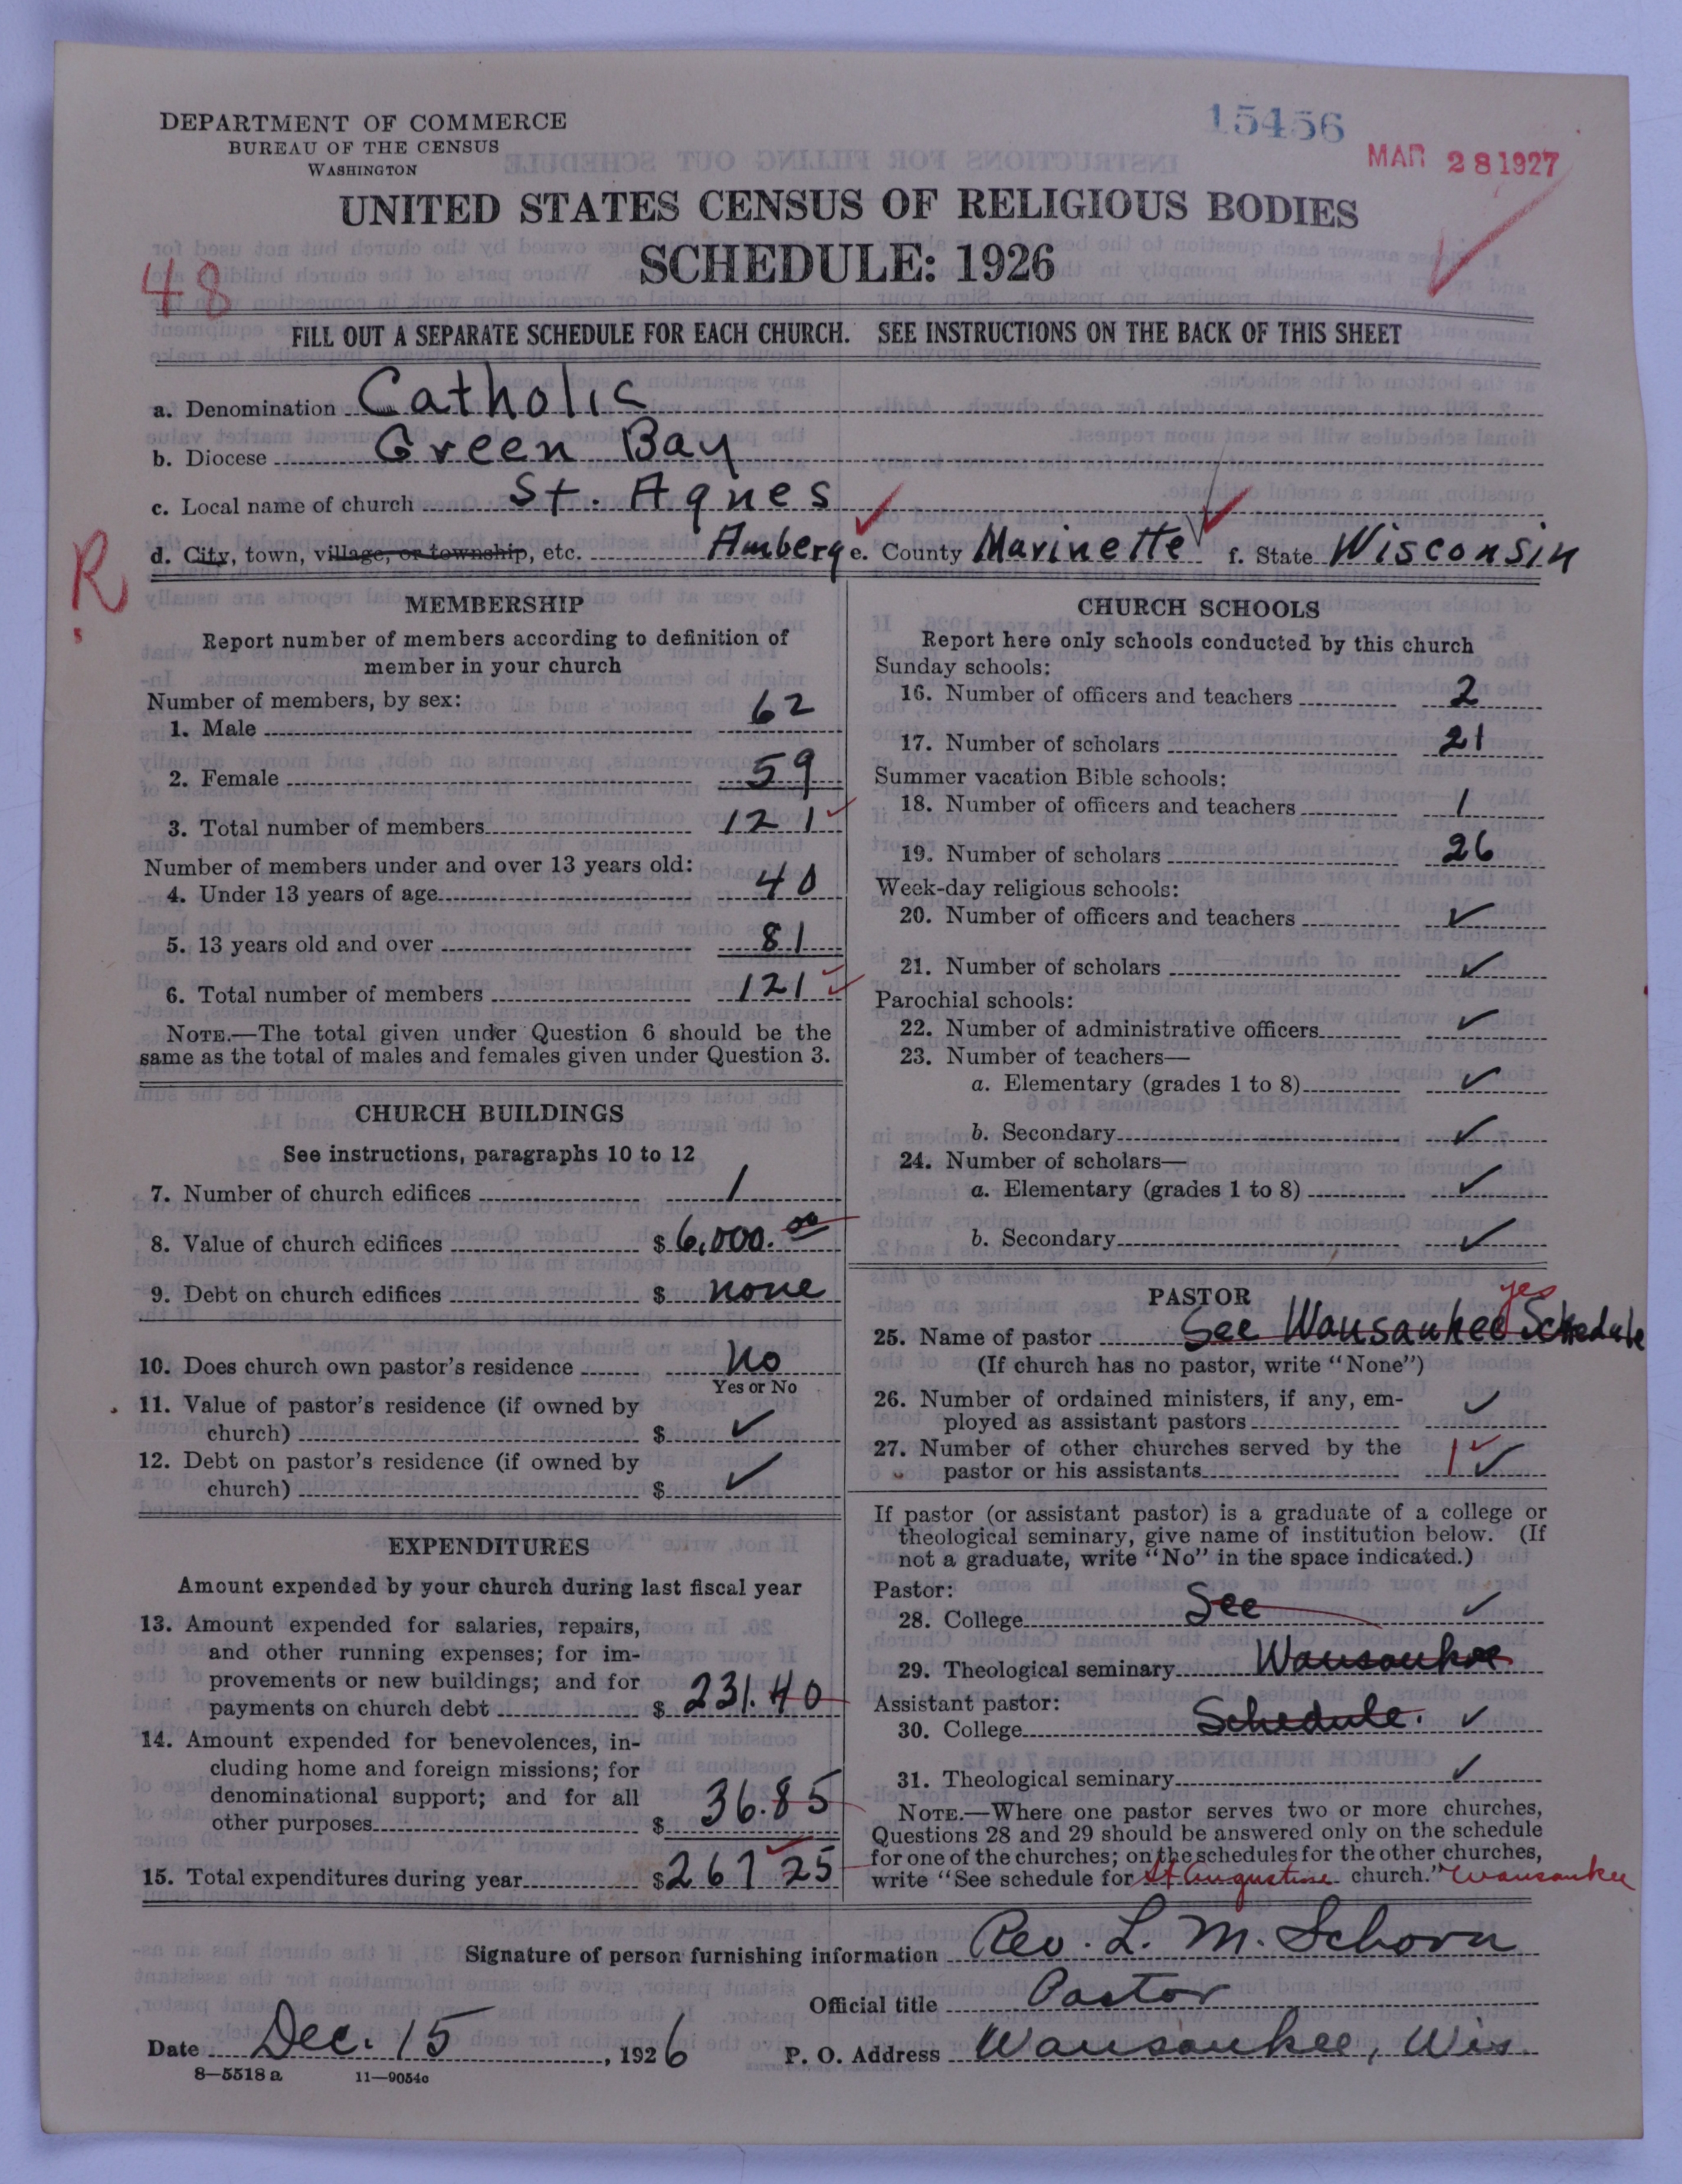 DEPARTMENT OF COMMERCE
BUREAU OF THE CENSUS
WASHINGTON
15456
MAR 28 1927
UNITED STATES CENSUS OF RELIGIOUS BODIES
SCHEDULE: 1926
48
FILL OUT A SEPARATE SCHEDULE FOR EACH CHURCH. SEE INSTRUCTIONS ON THE BACK OF THIS SHEET
a. Denomination Catholic
b. Diocese Green Bay
c. Local name of church St. Agnes
d. City, town, village, or township, etc. Amberg e. County Marinette f. State Wisconsin
R
MEMBERSHIP
Report number of members according to definition of
member in your church
Number of members, by sex:
1. Male 62
2. Female 59
3. Total number of members 121
Number of members under and over 13 years old:
4. Under 13 years of age 40
5. 13 years old and over 81
6. Total number of members 121
NOTE.—The total given under Question 6 should be the
same as the total of males and females given under Question 3.
CHURCH BUILDINGS
See instructions, paragraphs 10 to 12
7. Number of church edifices 1
8. Value of church edifices $ 6,000.00
9. Debt on church edifices $ none
10. Does church own pastor's residence No
Yes or No
11. Value of pastor's residence (if owned by
church) $ ✓
12. Debt on pastor's residence (if owned by
church) $ ✓
EXPENDITURES
Amount expended by your church during last fiscal year
13. Amount expended for salaries, repairs,
and other running expenses; for im-
provements or new buildings; and for
payments on church debt $ 231.40
14. Amount expended for benevolences, in-
cluding home and foreign missions; for
denominational support; and for all
other purposes $ 36.85
15. Total expenditures during year $ 267 25
CHURCH SCHOOLS
Report here only schools conducted by this church
Sunday schools:
16. Number of officers and teachers 2
17. Number of scholars 21
Summer vacation Bible schools:
18. Number of officers and teachers 1
19. Number of scholars 26
Week-day religious schools:
20. Number of officers and teachers ✓
21. Number of scholars ✓
Parochial schools:
22. Number of administrative officers ✓
23. Number of teachers—
a. Elementary (grades 1 to 8) ✓
b. Secondary ✓
24. Number of scholars—
a. Elementary (grades 1 to 8) ✓
b. Secondary ✓
PASTOR
yes
25. Name of pastor See Wausaukee Schedule
(If church has no pastor, write "None")
26. Number of ordained ministers, if any, em-
ployed as assistant pastors ✓
27. Number of other churches served by the
pastor or his assistants 1 ✓
If pastor (or assistant pastor) is a graduate of a college or
theological seminary, give name of institution below. (If
not a graduate, write "No" in the space indicated.)
Pastor:
28. College See ✓
29. Theological seminary Wausaukee
Assistant pastor:
30. College Schedule. ✓
31. Theological seminary ✓
NOTE.—Where one pastor serves two or more churches,
Questions 28 and 29 should be answered only on the schedule
for one of the churches; on the schedules for the other churches,
write "See schedule for St Augustine church." Wausaukee
Signature of person furnishing information Rev. L. M. Schorn
Official title Pastor
Date Dec. 15, 1926 P. O. Address Wausaukee, Wis.
8—5518 a 11—9054c